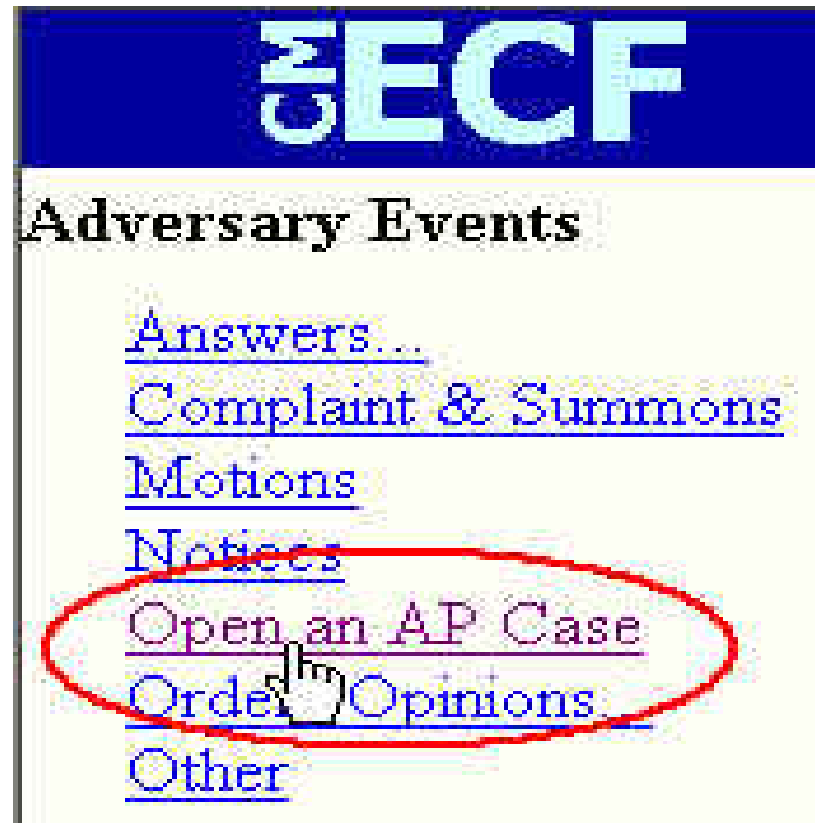 CM ECF
Adversary Events
Answers...
Complaint & Summons
Motions
Notices
Open an AP Case
Opinions...
Other